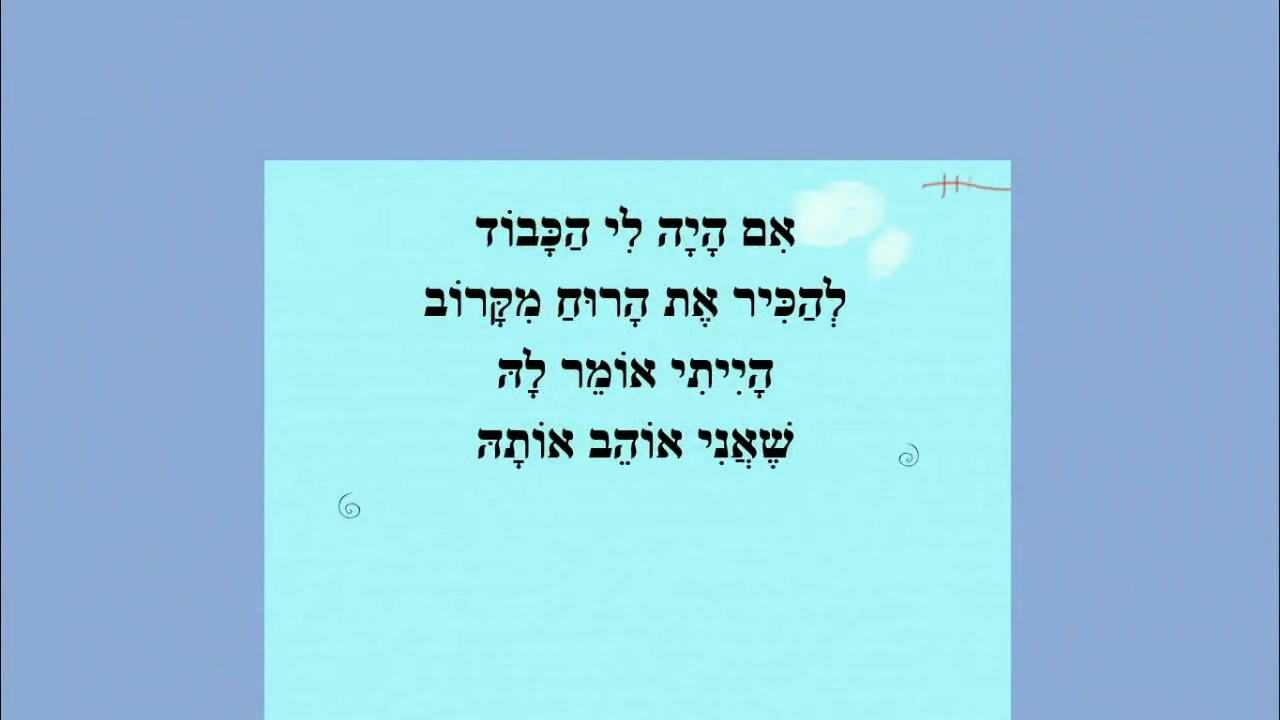 אִם הָיָה לִי הַכָּבוֹד
לְהַכִּיר אֶת הָרוּחַ מִקָּרוֹב
הָיִיתִי אוֹמֵר לָהּ
שֶׁאֲנִי אוֹהֵב אוֹתָהּ